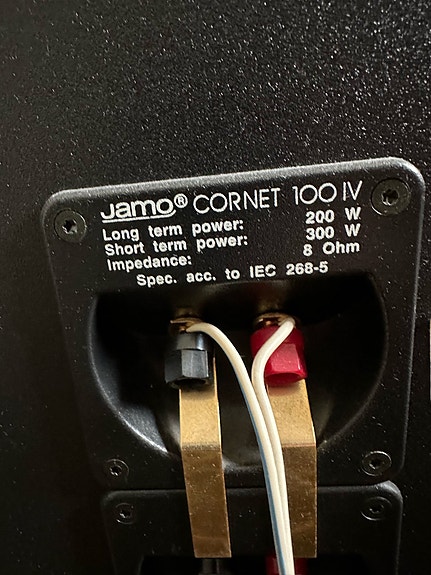 Jamo® CORNET 100 IV
Long term power: 200 W
Short term power: 300 W
Impedance: 8 Ohm
Spec. acc. to IEC 268-5